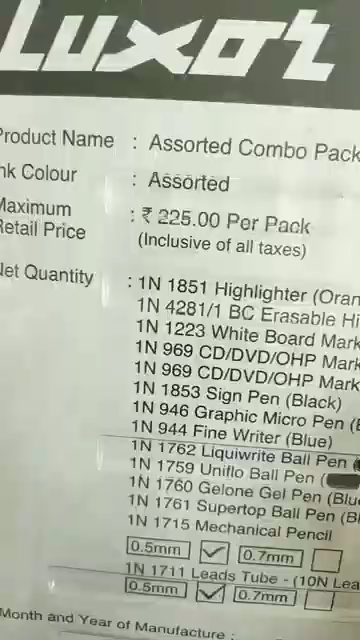 Luxor
Product Name : Assorted Combo Pack
nk Colour : Assorted
Maximum
Retail Price : ₹ 225.00 Per Pack
(Inclusive of all taxes)
Net Quantity : 1N 1851 Highlighter (Oran
1N 4281/1 BC Erasable Hi
1N 1223 White Board Mark
1N 969 CD/DVD/OHP Mark
1N 969 CD/DVD/OHP Mark
1N 1853 Sign Pen (Black)
1N 946 Graphic Micro Pen (B
1N 944 Fine Writer (Blue)
1N 1762 Liquiwrite Ball Pen
1N 1759 Uniflo Ball Pen (
1N 1760 Gelone Gel Pen (Blu
1N 1761 Supertop Ball Pen (Bl
1N 1715 Mechanical Pencil
0.5mm ✓ 0.7mm
1N 1711 Leads Tube - (10N Lea
0.5mm ✓ 0.7mm
Month and Year of Manufacture :